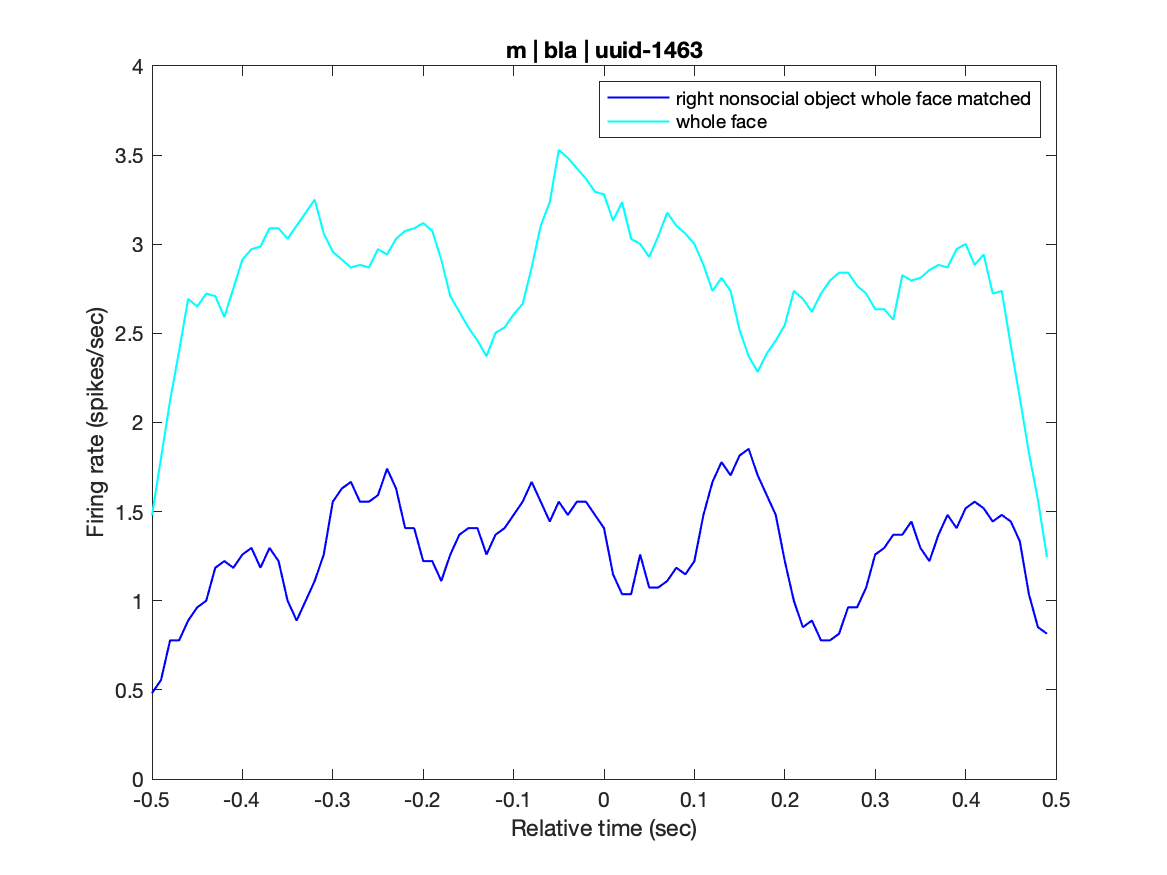 m | bla | uuid-1463
right nonsocial object whole face matched
whole face
4
3.5
3
2.5
2
1.5
1
0.5
0
Firing rate (spikes/sec)
-0.5 -0.4 -0.3 -0.2 -0.1 0 0.1 0.2 0.3 0.4 0.5
Relative time (sec)